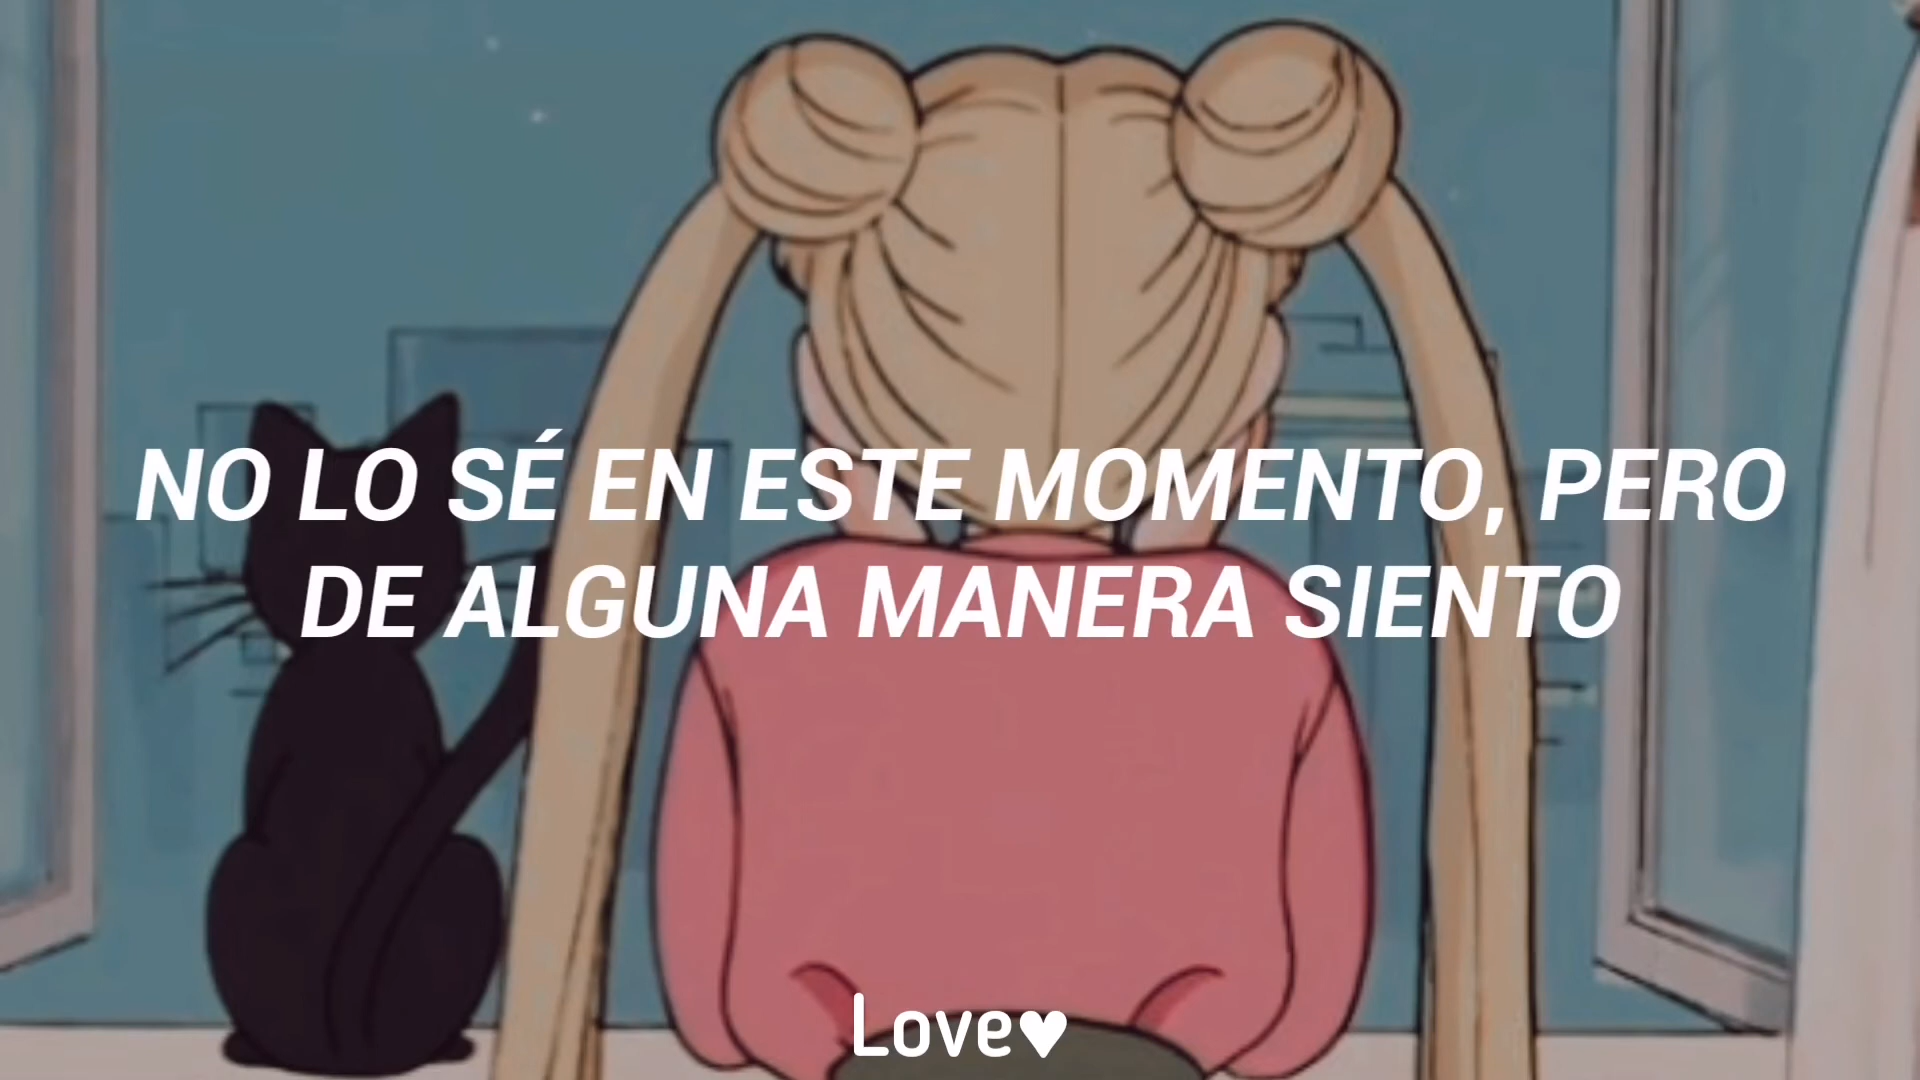 NO LO SÉ EN ESTE MOMENTO, PERO
DE ALGUNA MANERA SIENTO
Love♥